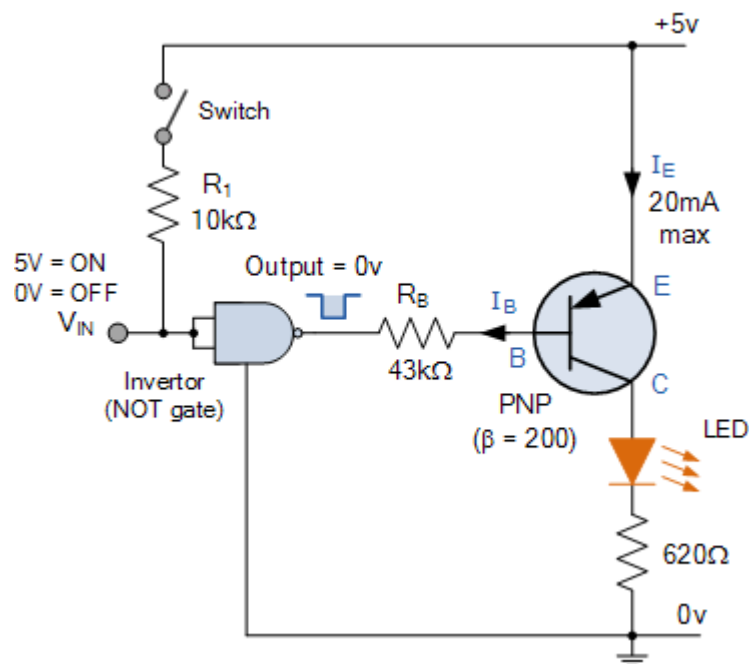 +5v
Switch
R1
10kΩ
IE
20mA
max
5V = ON
0V = OFF
VIN
Output = 0v
RB
43kΩ
IB
B
E
C
Invertor
(NOT gate)
PNP
(β = 200)
LED
620Ω
0v